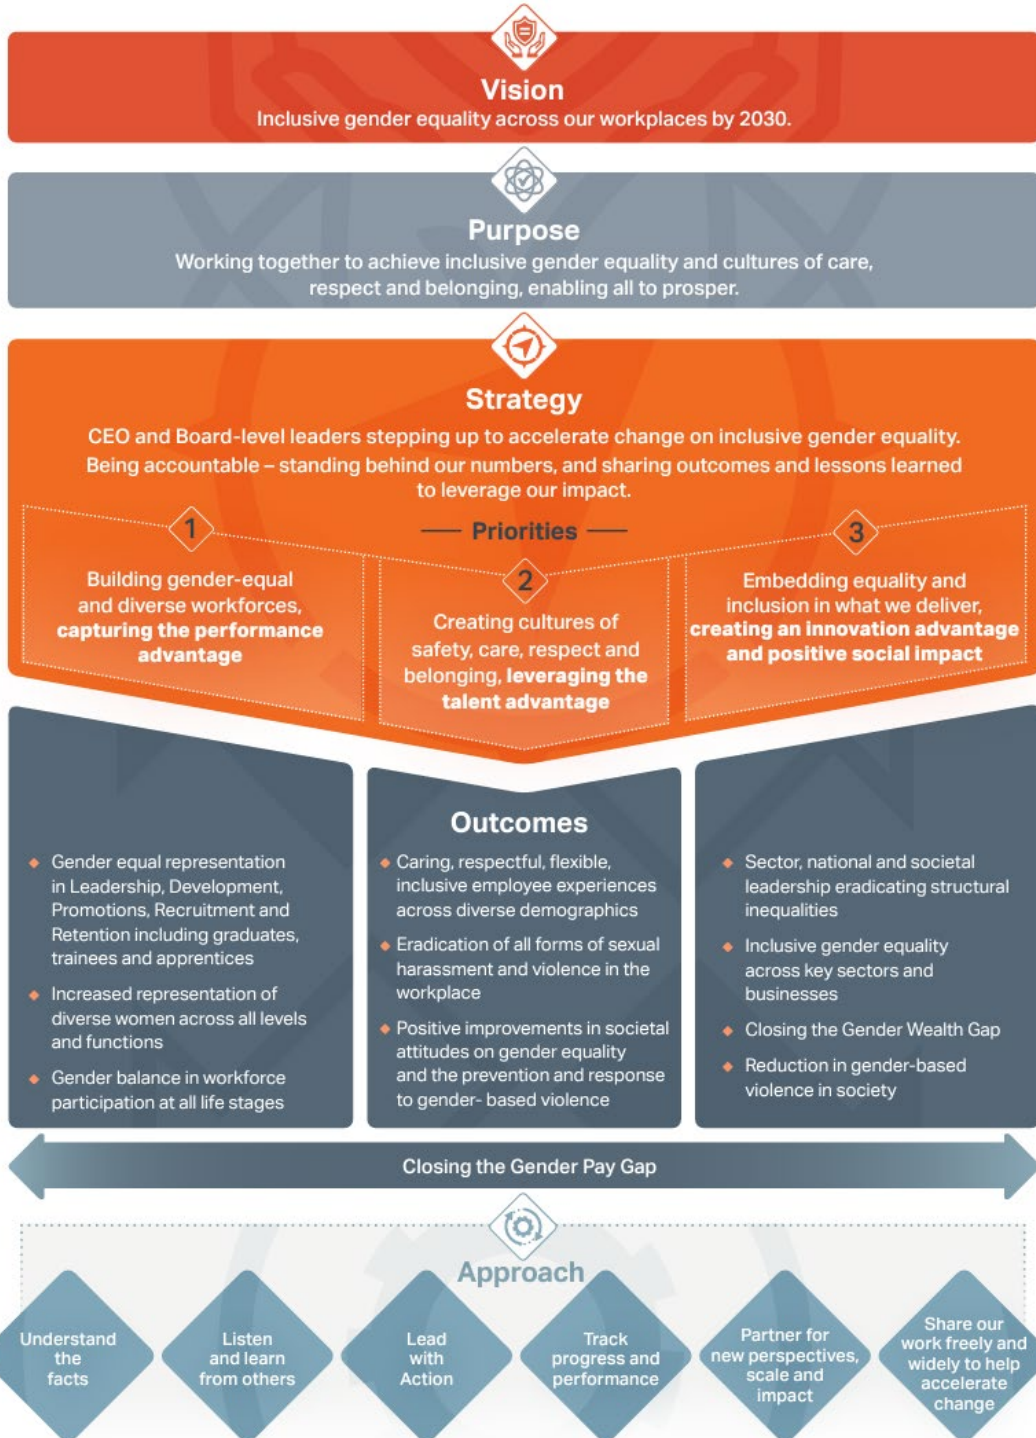 Vision
Inclusive gender equality across our workplaces by 2030.
Purpose
Working together to achieve inclusive gender equality and cultures of care,
respect and belonging, enabling all to prosper.
Strategy
CEO and Board-level leaders stepping up to accelerate change on inclusive gender equality.
Being accountable – standing behind our numbers, and sharing outcomes and lessons learned
to leverage our impact.
Priorities
1
Building gender-equal
and diverse workforces,
capturing the performance
advantage
2
Creating cultures of
safety, care, respect and
belonging, leveraging the
talent advantage
3
Embedding equality and
inclusion in what we deliver,
creating an innovation advantage
and positive social impact
Outcomes
Gender equal representation
in Leadership, Development,
Promotions, Recruitment and
Retention including graduates,
trainees and apprentices
Increased representation of
diverse women across all levels
and functions
Gender balance in workforce
participation at all life stages
Caring, respectful, flexible,
inclusive employee experiences
across diverse demographics
Eradication of all forms of sexual
harassment and violence in the
workplace
Positive improvements in societal
attitudes on gender equality
and the prevention and response
to gender- based violence
Sector, national and societal
leadership eradicating structural
inequalities
Inclusive gender equality
across key sectors and
businesses
Closing the Gender Wealth Gap
Reduction in gender-based
violence in society
Closing the Gender Pay Gap
Approach
Understand
the
facts
Listen
and learn
from others
Lead
with
Action
Track
progress and
performance
Partner for
new perspectives,
scale and
impact
Share our
work freely and
widely to help
accelerate
change